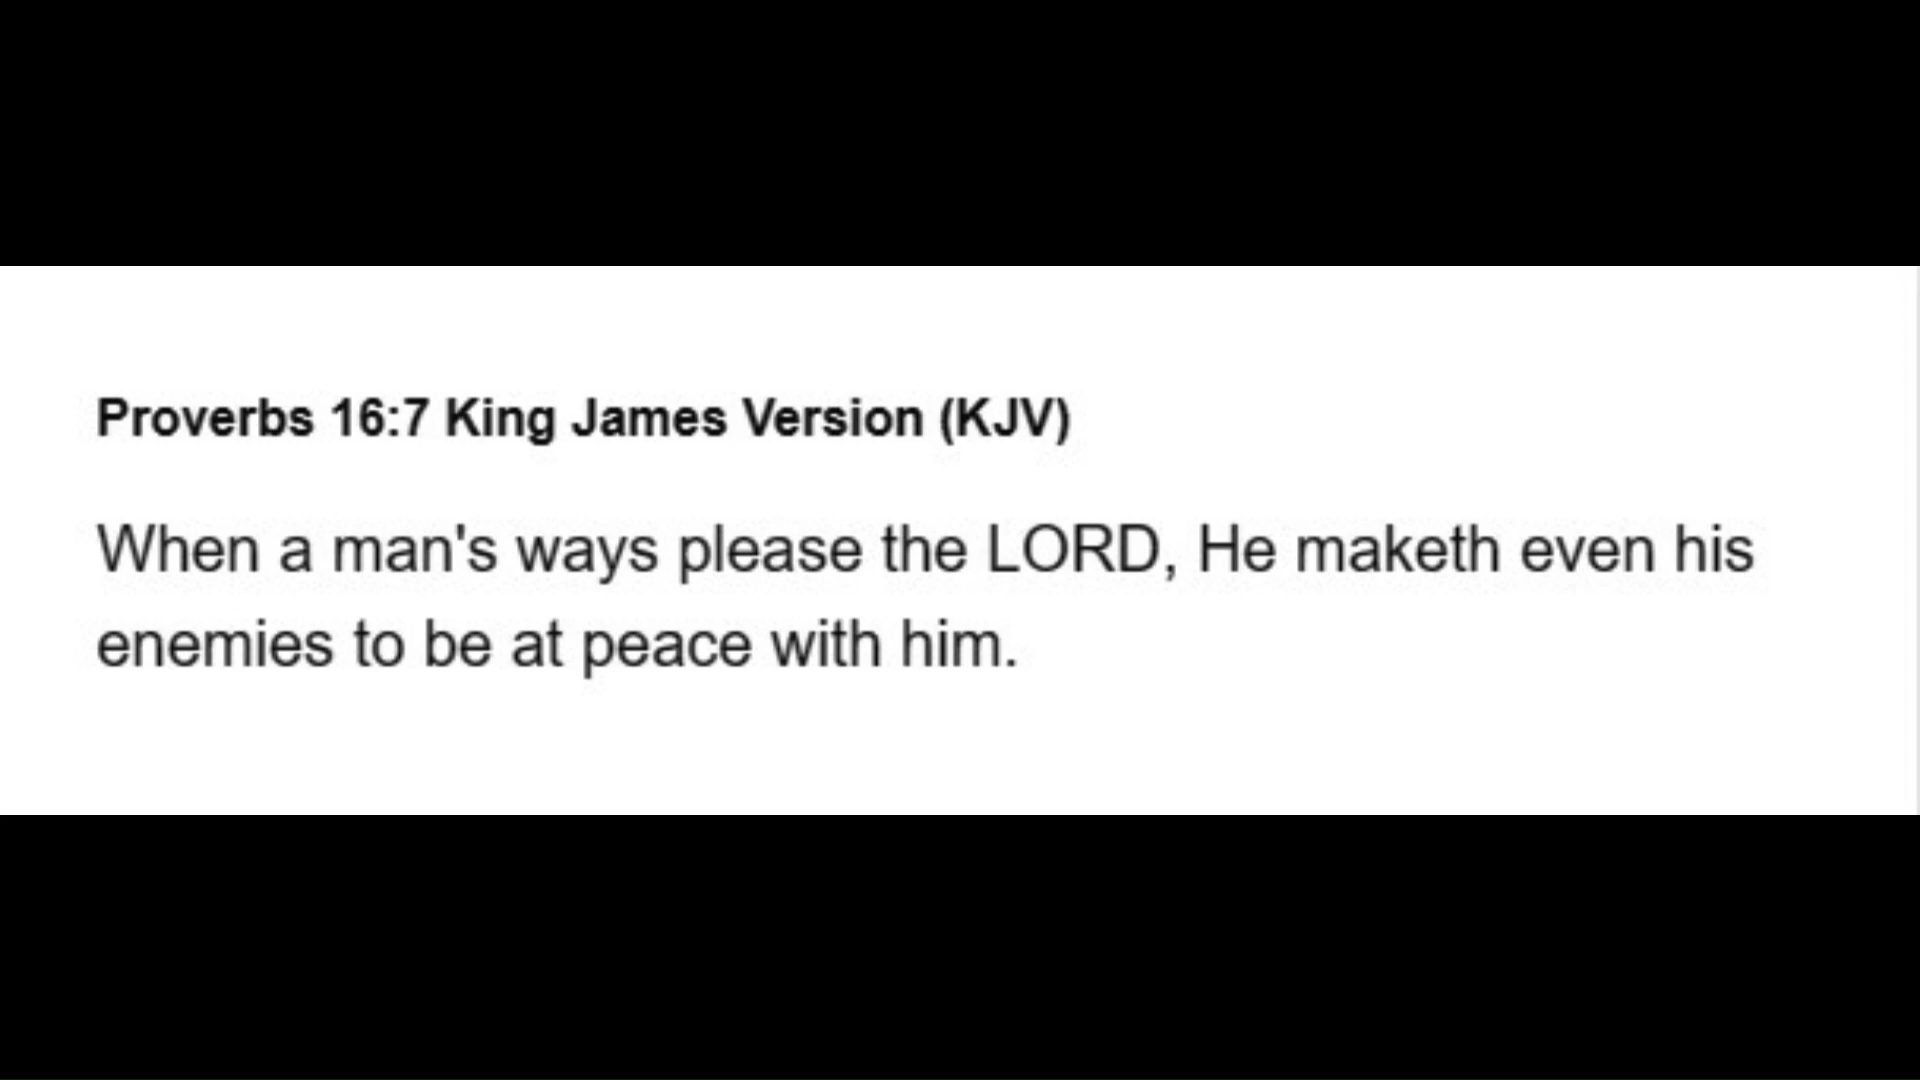 Proverbs 16:7 King James Version (KJV)
When a man's ways please the LORD, He maketh even his
enemies to be at peace with him.